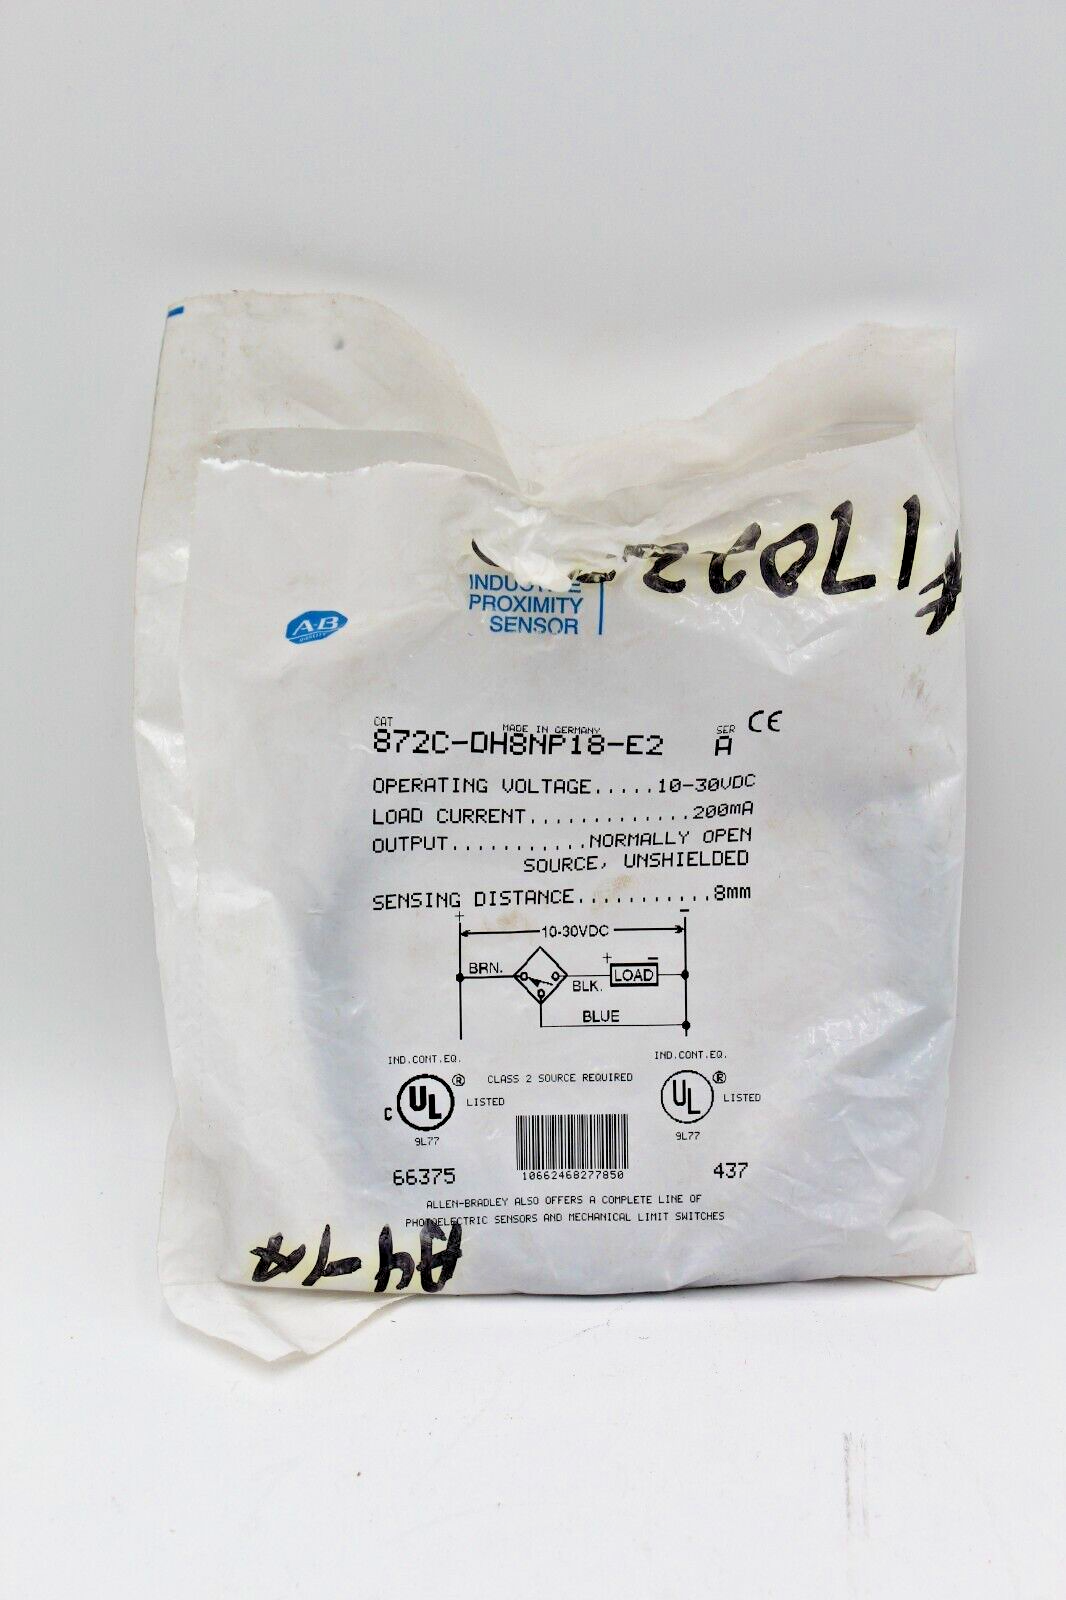 INDUCTIVE
PROXIMITY
SENSOR
A-B
QUALITY
CAT
MADE IN GERMANY
SER
CE
872C-DH8NP18-E2
A
OPERATING VOLTAGE.....10-30VDC
LOAD CURRENT.............200mA
OUTPUT...........NORMALLY OPEN
SOURCE, UNSHIELDED
SENSING DISTANCE...........8mm
+ -
10-30VDC
BRN.
+ -
LOAD
BLK.
BLUE
IND.CONT.EQ. IND.CONT.EQ.
CLASS 2 SOURCE REQUIRED
C UL ® LISTED UL ® LISTED
9L77 9L77
10662468277850
66375 437
ALLEN-BRADLEY ALSO OFFERS A COMPLETE LINE OF
PHOTOELECTRIC SENSORS AND MECHANICAL LIMIT SWITCHES